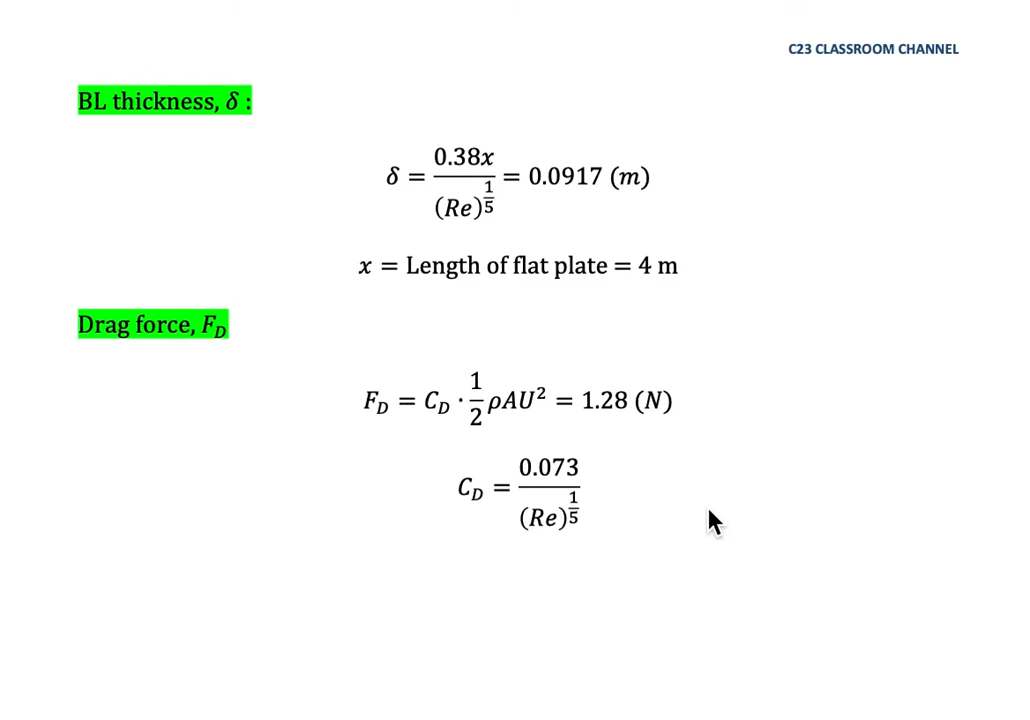 C23 CLASSROOM CHANNEL
BL thickness, δ :
δ = 0.38x / (Re)^(1/5) = 0.0917 (m)
x = Length of flat plate = 4 m
Drag force, F_D
F_D = C_D · 1/2 ρAU² = 1.28 (N)
C_D = 0.073 / (Re)^(1/5)